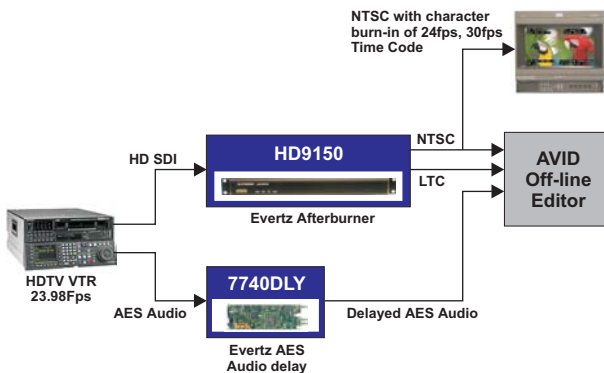 NTSC with character
burn-in of 24fps, 30fps
Time Code
HD SDI
HD9150
Evertz Afterburner
NTSC
LTC
AVID
Off-line
Editor
HDTV VTR
23.98Fps
AES Audio
7740DLY
Evertz AES
Audio delay
Delayed AES Audio